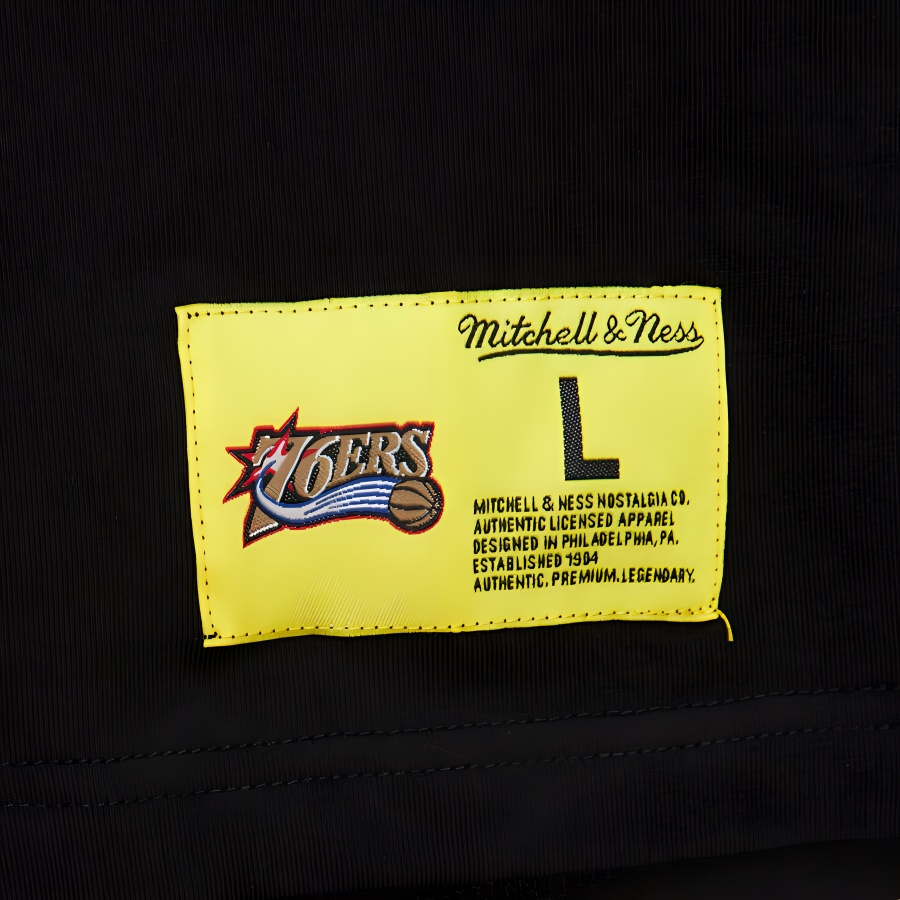 Mitchell & Ness
76ERS
L
MITCHELL & NESS NOSTALGIA CO.
AUTHENTIC LICENSED APPAREL
DESIGNED IN PHILADELPHIA, PA.
ESTABLISHED 1904
AUTHENTIC. PREMIUM. LEGENDARY.